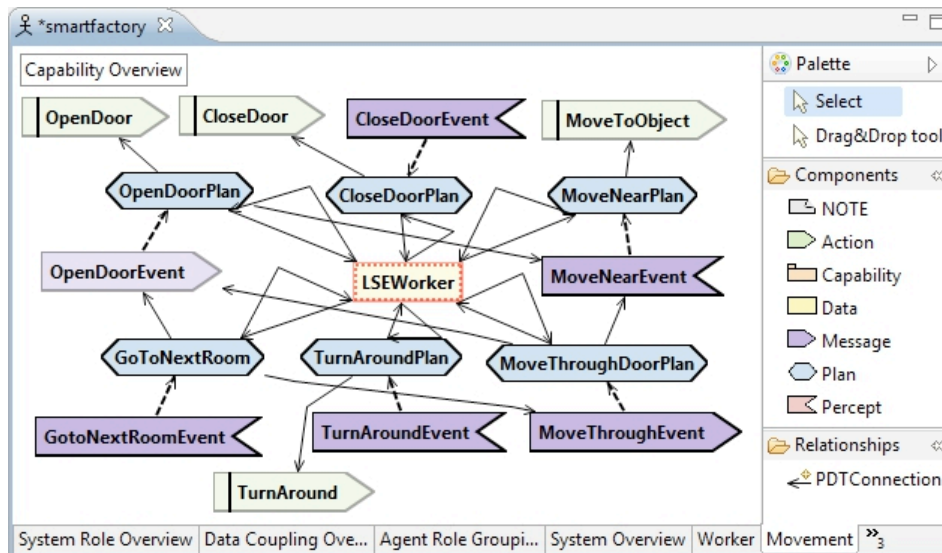 *smartfactory
Capability Overview
OpenDoor
CloseDoor
CloseDoorEvent
MoveToObject
OpenDoorPlan
CloseDoorPlan
MoveNearPlan
OpenDoorEvent
LSEWorker
MoveNearEvent
GoToNextRoom
TurnAroundPlan
MoveThroughDoorPlan
GotoNextRoomEvent
TurnAroundEvent
MoveThroughEvent
TurnAround
Palette
Select
Drag&Drop tool
Components
NOTE
Action
Capability
Data
Message
Plan
Percept
Relationships
PDTConnection
System Role Overview
Data Coupling Ove...
Agent Role Groupi...
System Overview
Worker
Movement
»3